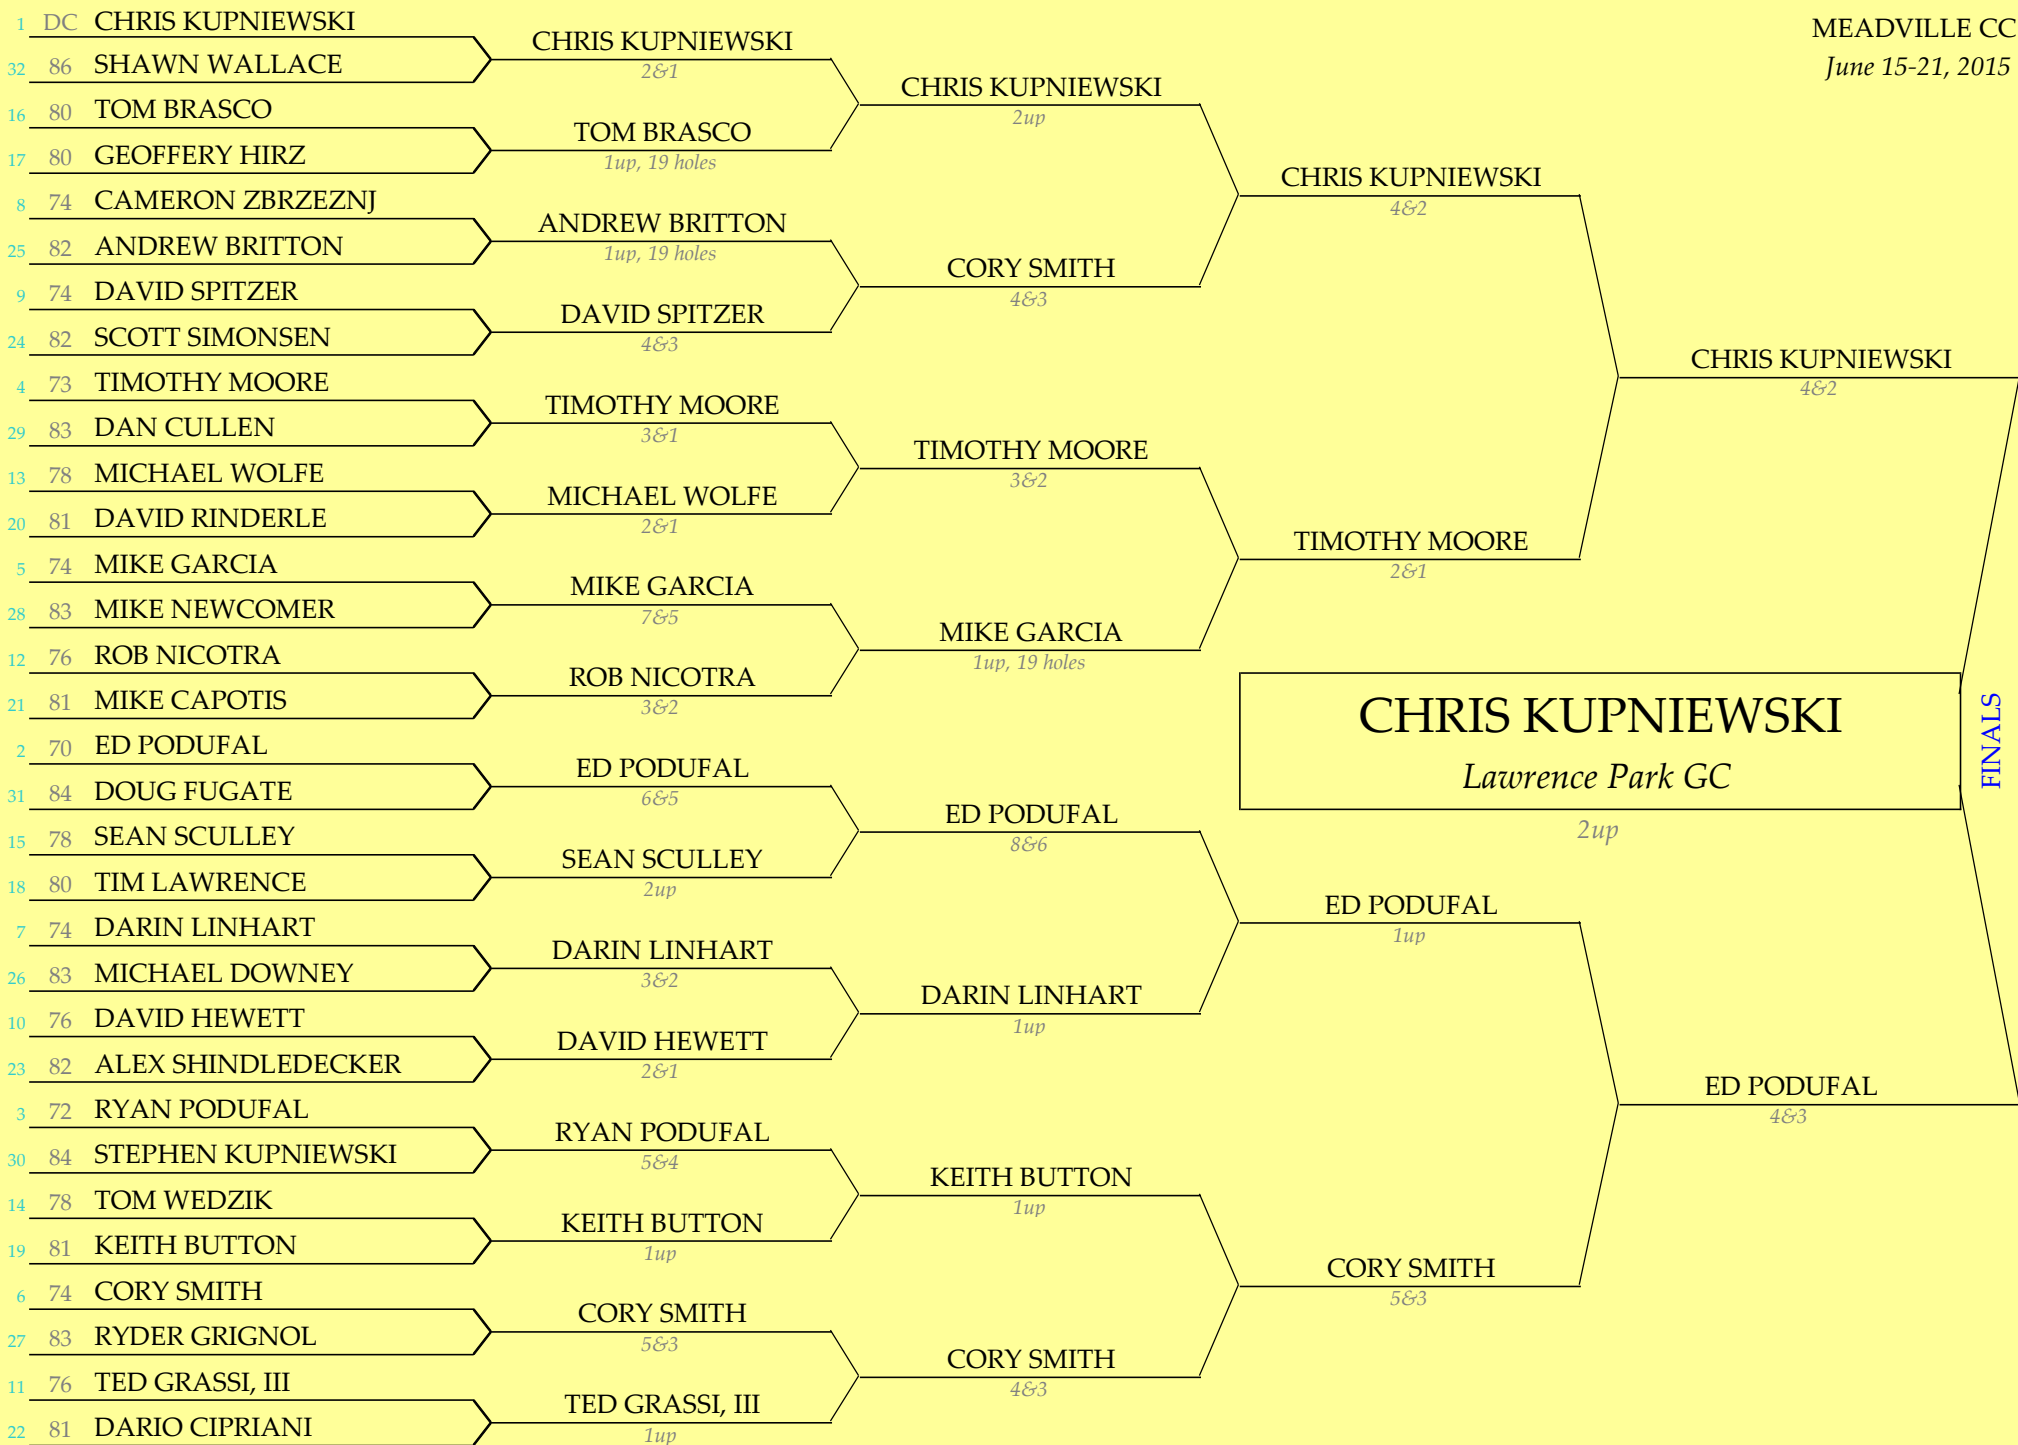 1 DC CHRIS KUPNIEWSKI
32 86 SHAWN WALLACE
16 80 TOM BRASCO
17 80 GEOFFERY HIRZ
8 74 CAMERON ZBRZEZNJ
25 82 ANDREW BRITTON
9 74 DAVID SPITZER
24 82 SCOTT SIMONSEN
4 73 TIMOTHY MOORE
29 83 DAN CULLEN
13 78 MICHAEL WOLFE
20 81 DAVID RINDERLE
5 74 MIKE GARCIA
28 83 MIKE NEWCOMER
12 76 ROB NICOTRA
21 81 MIKE CAPOTIS
2 70 ED PODUFAL
31 84 DOUG FUGATE
15 78 SEAN SCULLEY
18 80 TIM LAWRENCE
7 74 DARIN LINHART
26 83 MICHAEL DOWNEY
10 76 DAVID HEWETT
23 82 ALEX SHINDLEDECKER
3 72 RYAN PODUFAL
30 84 STEPHEN KUPNIEWSKI
14 78 TOM WEDZIK
19 81 KEITH BUTTON
6 74 CORY SMITH
27 83 RYDER GRIGNOL
11 76 TED GRASSI, III
22 81 DARIO CIPRIANI
CHRIS KUPNIEWSKI
2&1
TOM BRASCO
1up, 19 holes
ANDREW BRITTON
1up, 19 holes
DAVID SPITZER
4&3
TIMOTHY MOORE
3&1
MICHAEL WOLFE
2&1
MIKE GARCIA
7&5
ROB NICOTRA
3&2
ED PODUFAL
6&5
SEAN SCULLEY
2up
DARIN LINHART
3&2
DAVID HEWETT
2&1
RYAN PODUFAL
5&4
KEITH BUTTON
1up
CORY SMITH
5&3
TED GRASSI, III
1up
CHRIS KUPNIEWSKI
2up
CORY SMITH
4&3
TIMOTHY MOORE
3&2
MIKE GARCIA
1up, 19 holes
ED PODUFAL
8&6
DARIN LINHART
1up
KEITH BUTTON
1up
CORY SMITH
4&3
CHRIS KUPNIEWSKI
4&2
TIMOTHY MOORE
2&1
ED PODUFAL
1up
CORY SMITH
5&3
MEADVILLE CC
June 15-21, 2015
CHRIS KUPNIEWSKI
4&2
ED PODUFAL
4&3
CHRIS KUPNIEWSKI
Lawrence Park GC
2up
FINALS